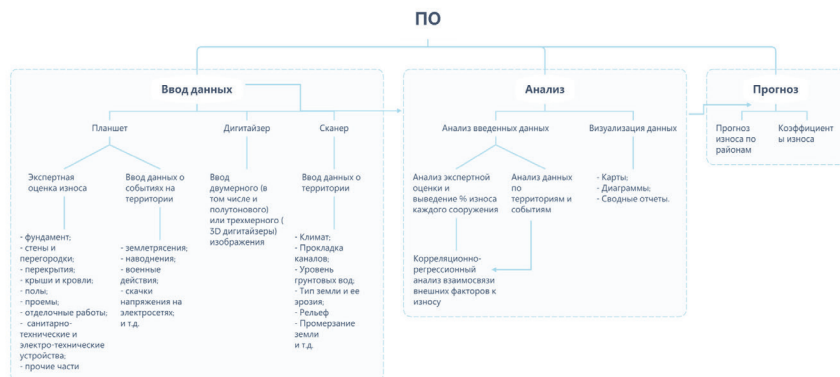 ПО
Ввод данных
Планшет
Дигитайзер
Сканер
Экспертная
оценка износа
Ввод данных о
событиях на
территории
Ввод
двумерного (в
том числе и
полутонового)
или трехмерного (
3D дигитайзеры)
изображения
Ввод данных о
территории
- фундамент;
- стены и
перегородки;
- перекрытия;
- крыши и кровли;
- полы;
- проемы;
- отделочные работы;
- санитарно-
технические и
электро-технические
устройства;
- прочие части
- землетрясения;
- наводнения;
- военные
действия;
- скачки
напряжения на
электросетях;
и т.д.
- Климат;
- Прокладка
каналов;
- Уровень
грунтовых вод;
- Тип земли и ее
эрозия;
- Рельеф
- Промерзание
земли
и т.д.
Анализ
Анализ введенных данных
Визуализация данных
Анализ экспертной
оценки и
выведение % износа
каждого сооружения
Анализ данных
по
территориям и
событиям
- Карты;
- Диаграммы;
- Сводные отчеты.
Корреляционно-
регрессионный
анализ взаимосвязи
внешних факторов к
износу
Прогноз
Прогноз
износа по
районам
Коэффициент
ы износа